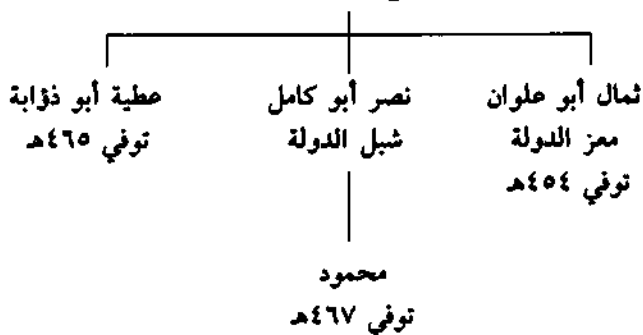 ثمال أبو علوان
معز الدولة
توفي ٤٥٤هـ
نصر أبو كامل
شبل الدولة
عطية أبو ذؤابة
توفي ٤٦٥هـ
محمود
توفي ٤٦٧هـ